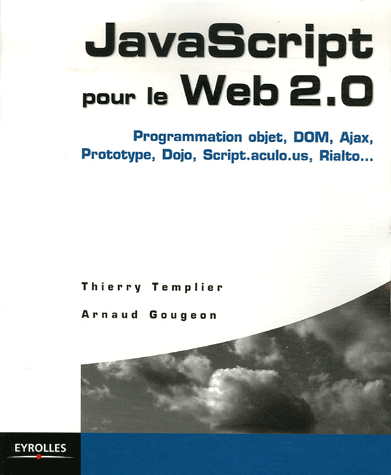 JavaScript
pour le Web 2.0
Programmation objet, DOM, Ajax,
Prototype, Dojo, Script.aculo.us, Rialto...
Thierry Templier
Arnaud Gougeon
EYROLLES